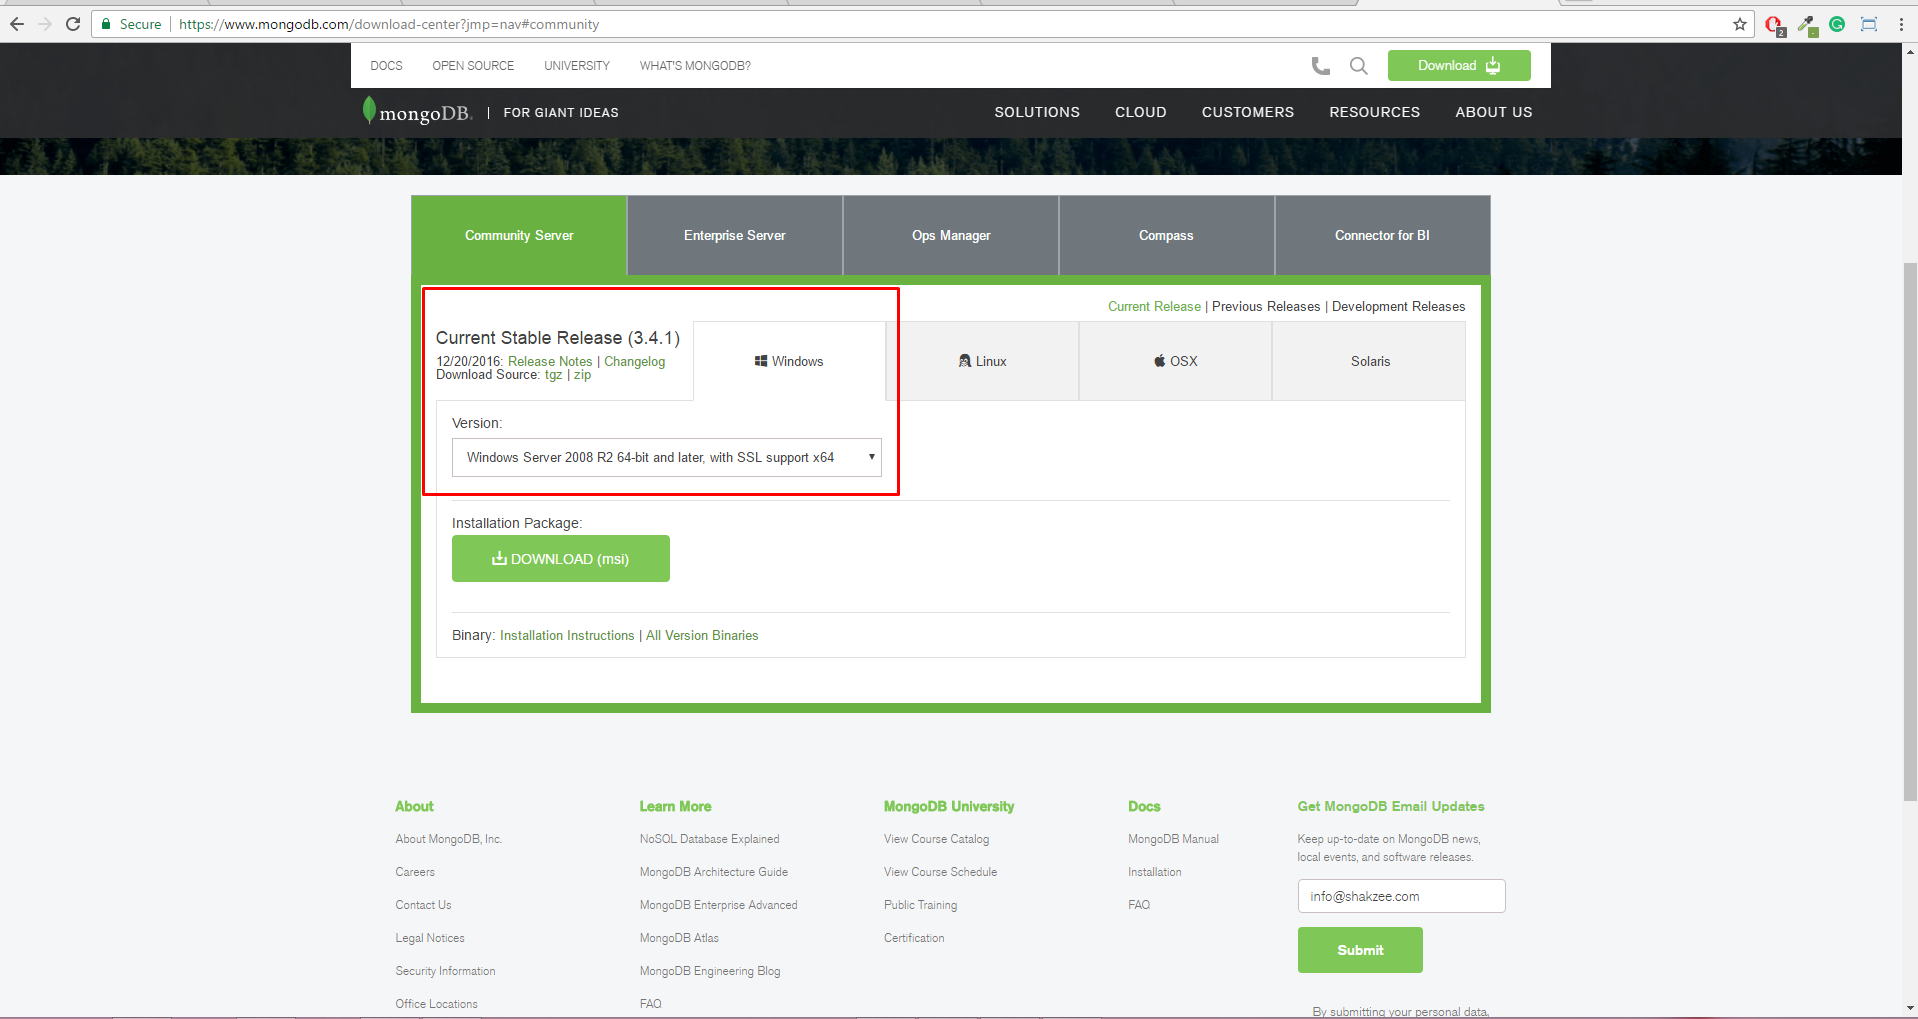 Secure | https://www.mongodb.com/download-center?jmp=nav#community
2
DOCS OPEN SOURCE UNIVERSITY WHAT'S MONGODB? Download
mongoDB. | FOR GIANT IDEAS SOLUTIONS CLOUD CUSTOMERS RESOURCES ABOUT US
Community Server Enterprise Server Ops Manager Compass Connector for BI
Current Release | Previous Releases | Development Releases
Current Stable Release (3.4.1)
12/20/2016: Release Notes | Changelog
Download Source: tgz | zip
Windows Linux OSX Solaris
Version:
Windows Server 2008 R2 64-bit and later, with SSL support x64
Installation Package:
DOWNLOAD (msi)
Binary: Installation Instructions | All Version Binaries
About
About MongoDB, Inc.
Careers
Contact Us
Legal Notices
Security Information
Office Locations
Learn More
NoSQL Database Explained
MongoDB Architecture Guide
MongoDB Enterprise Advanced
MongoDB Atlas
MongoDB Engineering Blog
FAQ
MongoDB University
View Course Catalog
View Course Schedule
Public Training
Certification
Docs
MongoDB Manual
Installation
FAQ
Get MongoDB Email Updates
Keep up-to-date on MongoDB news,
local events, and software releases.
info@shakzee.com
Submit
By submitting your personal data,